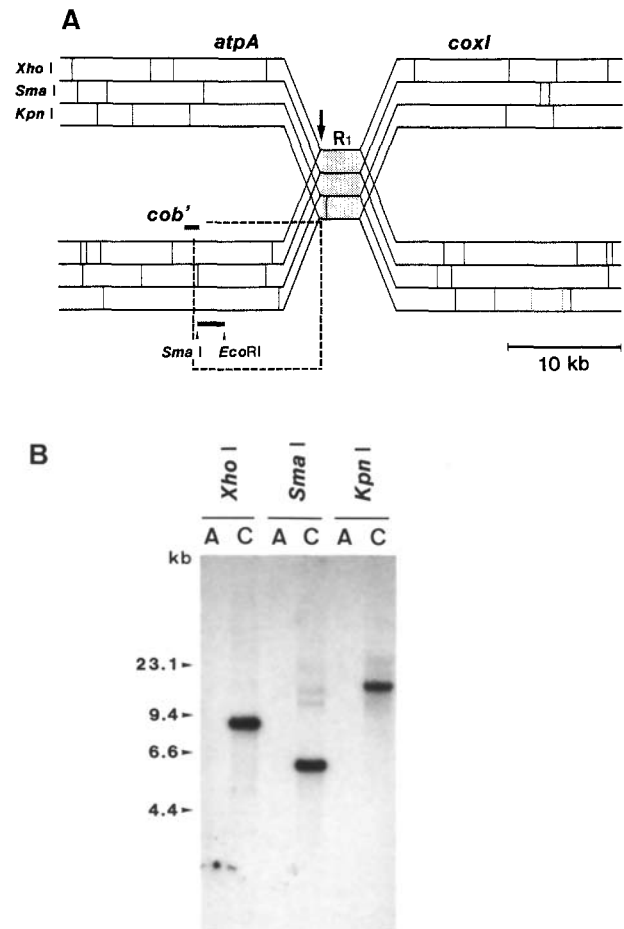 A
atpA coxI
Xho I
Sma I
Kpn I
R1
cob'
Sma I EcoRI
10 kb
B
Xho I Sma I Kpn I
A C A C A C
kb
23.1
9.4
6.6
4.4